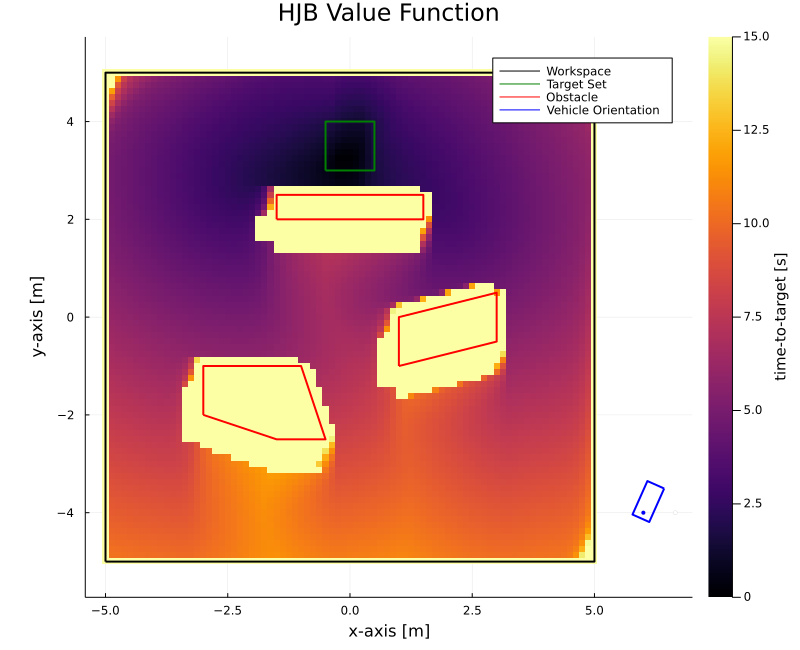 HJB Value Function
Workspace
Target Set
Obstacle
Vehicle Orientation
15.0
12.5
10.0
7.5
5.0
2.5
0
time-to-target [s]
y-axis [m]
4
2
0
−2
−4
−5.0 −2.5 0.0 2.5 5.0
x-axis [m]